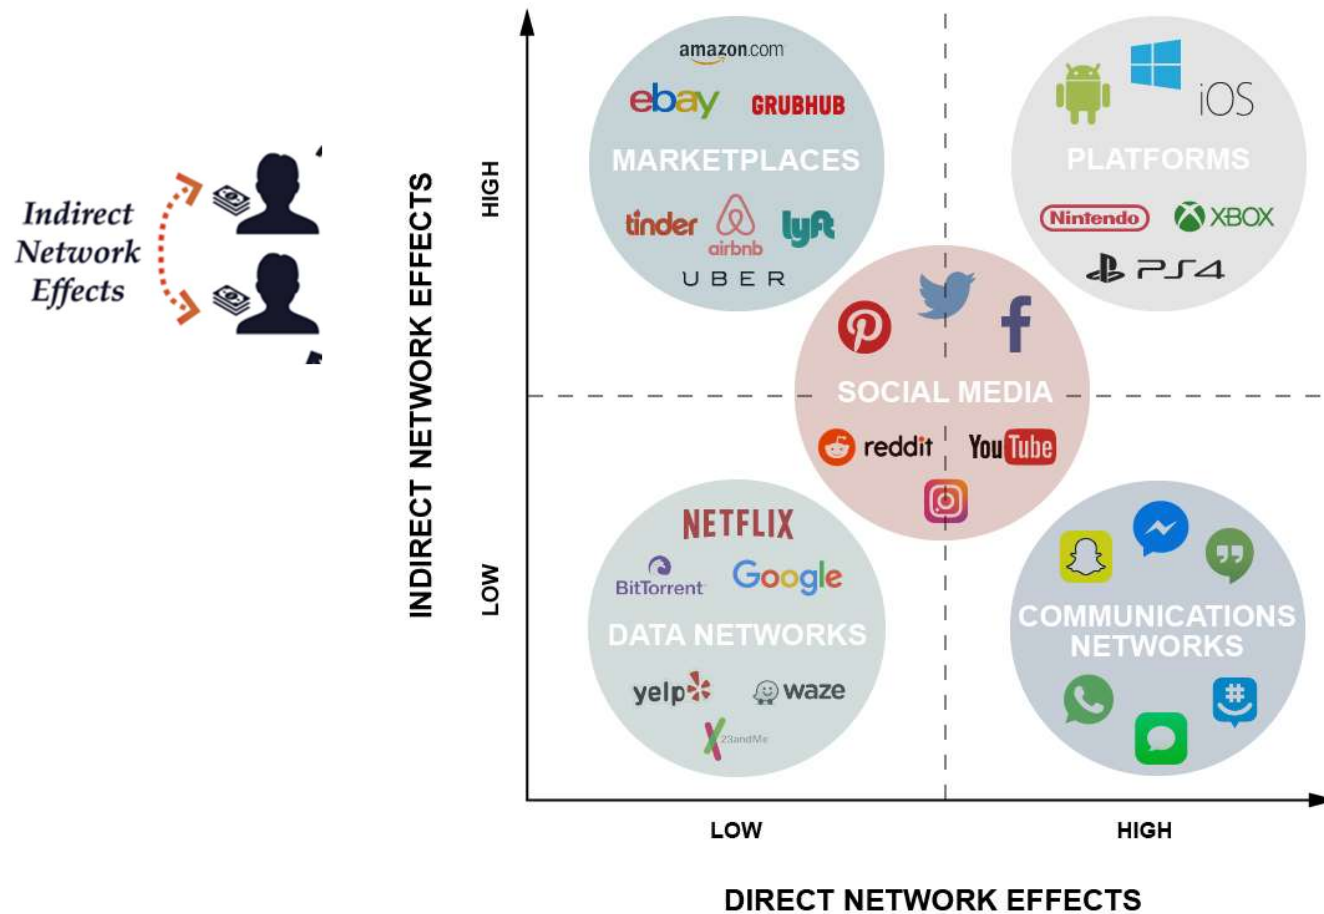 Indirect
Network
Effects
INDIRECT NETWORK EFFECTS
HIGH
LOW
amazon.com
ebay
GRUBHUB
MARKETPLACES
tinder
airbnb
lyft
UBER
iOS
PLATFORMS
Nintendo
XBOX
PS4
SOCIAL MEDIA
reddit
YouTube
NETFLIX
BitTorrent
Google
DATA NETWORKS
yelp
waze
23andMe
COMMUNICATIONS
NETWORKS
LOW
HIGH
DIRECT NETWORK EFFECTS